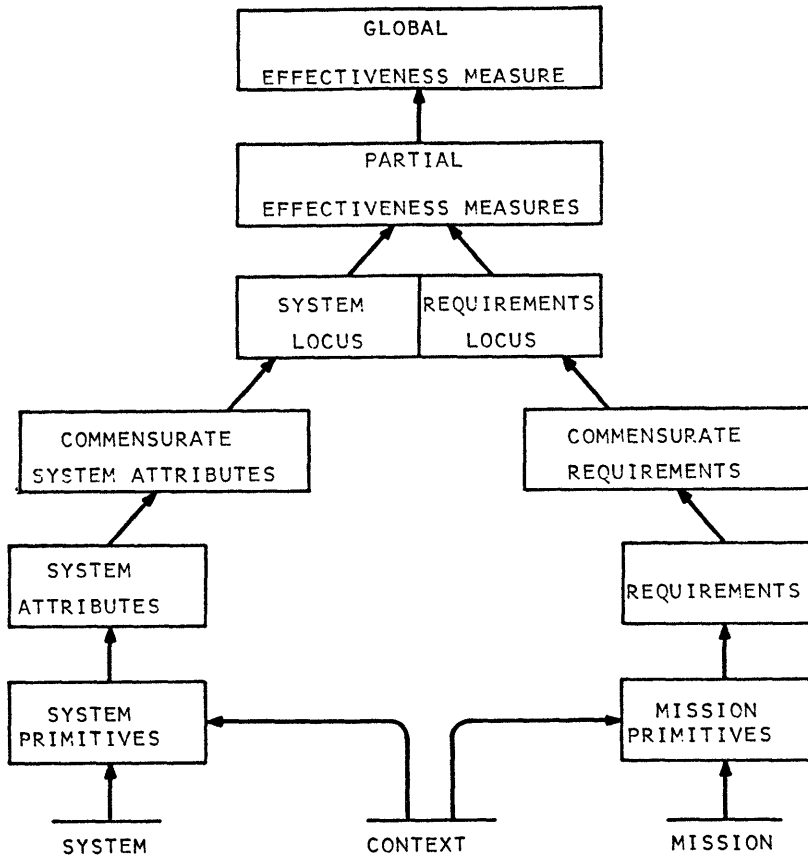 GLOBAL
EFFECTIVENESS MEASURE
PARTIAL
EFFECTIVENESS MEASURES
SYSTEM
LOCUS
REQUIREMENTS
LOCUS
COMMENSURATE
SYSTEM ATTRIBUTES
COMMENSURATE
REQUIREMENTS
SYSTEM
ATTRIBUTES
REQUIREMENTS
SYSTEM
PRIMITIVES
MISSION
PRIMITIVES
SYSTEM
CONTEXT
MISSION